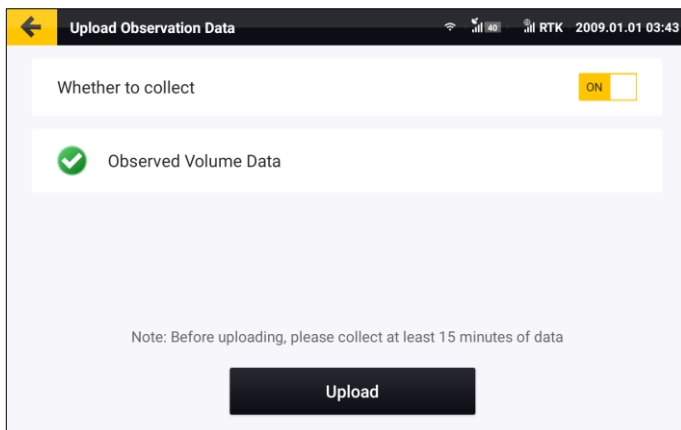 Upload Observation Data 40 RTK 2009.01.01 03:43
Whether to collect ON
Observed Volume Data
Note: Before uploading, please collect at least 15 minutes of data
Upload